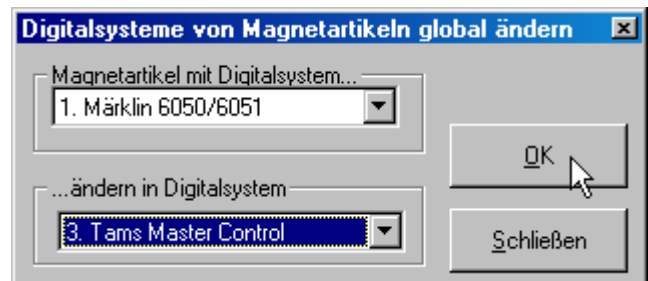 Digitalsysteme von Magnetartikeln global ändern
Magnetartikel mit Digitalsystem...
1. Märklin 6050/6051
OK
...ändern in Digitalsystem
3. Tams Master Control
Schließen